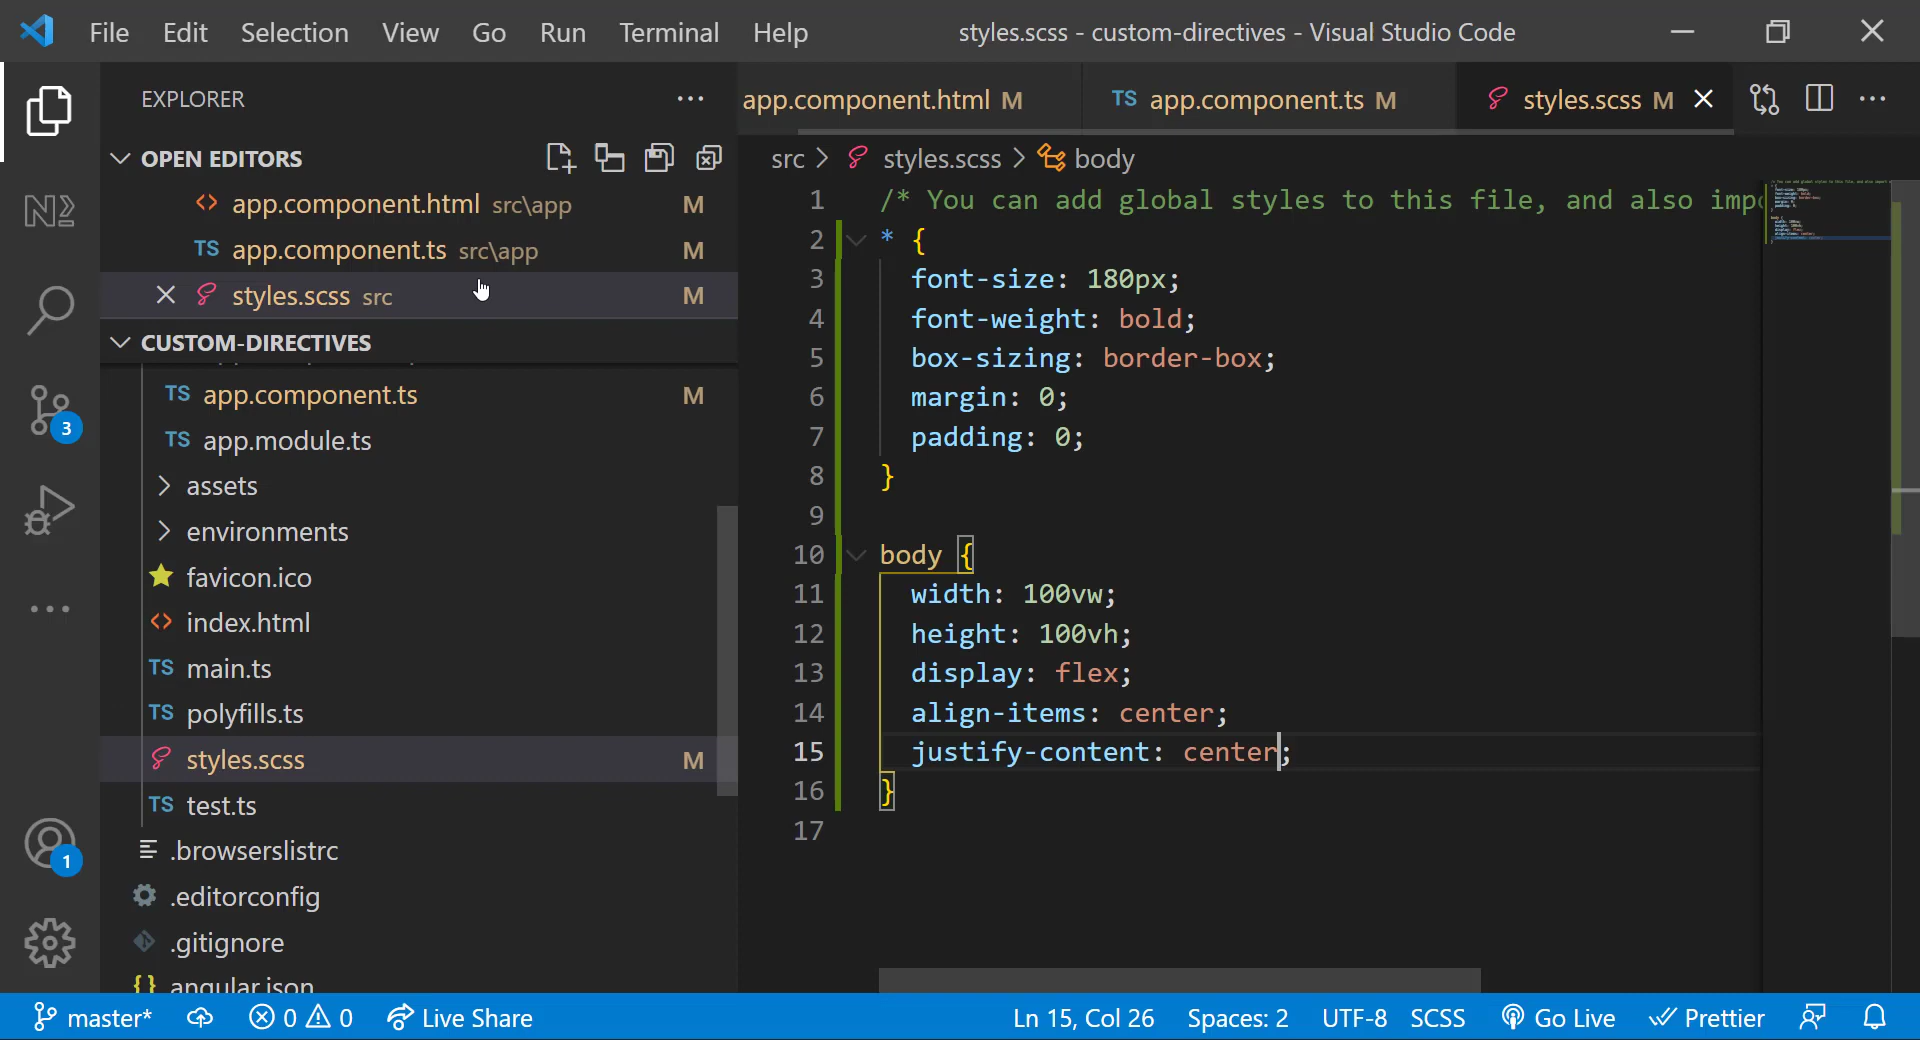 File Edit Selection View Go Run Terminal Help styles.scss - custom-directives - Visual Studio Code
EXPLORER
OPEN EDITORS
app.component.html src\app M
app.component.ts src\app M
styles.scss src M
CUSTOM-DIRECTIVES
TS app.component.ts M
TS app.module.ts
assets
environments
favicon.ico
index.html
TS main.ts
TS polyfills.ts
styles.scss M
TS test.ts
.browserslistrc
.editorconfig
.gitignore
angular.json
3
1
app.component.html M TS app.component.ts M styles.scss M
src > styles.scss > body
1 /* You can add global styles to this file, and also impo
2 * {
3 font-size: 180px;
4 font-weight: bold;
5 box-sizing: border-box;
6 margin: 0;
7 padding: 0;
8 }
9
10 body {
11 width: 100vw;
12 height: 100vh;
13 display: flex;
14 align-items: center;
15 justify-content: center;
16 }
17
master* 0 0 Live Share Ln 15, Col 26 Spaces: 2 UTF-8 SCSS Go Live Prettier